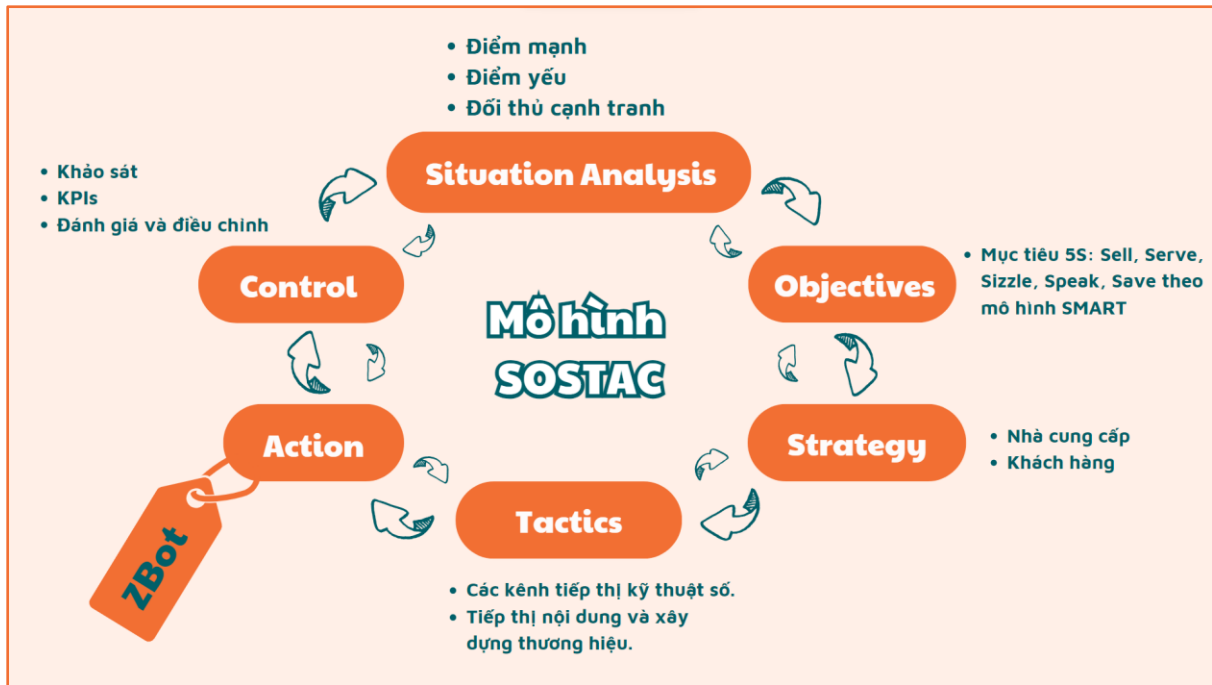 • Điểm mạnh
• Điểm yếu
• Đối thủ cạnh tranh
Situation Analysis
• Khảo sát
• KPIs
• Đánh giá và điều chỉnh
Control
Objectives
• Mục tiêu 5S: Sell, Serve,
Sizzle, Speak, Save theo
mô hình SMART
Mô hình
SOSTAC
Action
Strategy
• Nhà cung cấp
• Khách hàng
Tactics
ZBot
• Các kênh tiếp thị kỹ thuật số.
• Tiếp thị nội dung và xây
dựng thương hiệu.